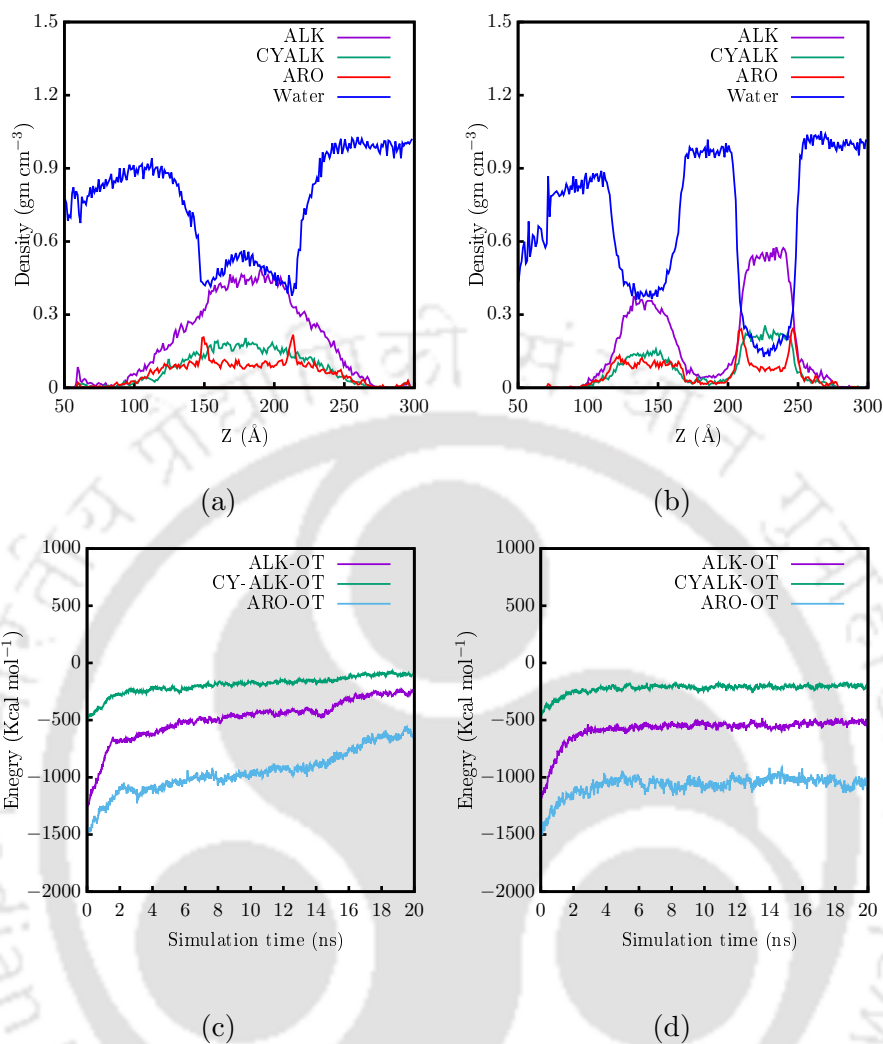 1.5
1.2
0.9
0.6
0.3
0
50 100 150 200 250 300
Density (gm cm−3)
Z (Å)
ALK
CYALK
ARO
Water
(a)
1.5
1.2
0.9
0.6
0.3
0
50 100 150 200 250 300
Density (gm cm−3)
Z (Å)
ALK
CYALK
ARO
Water
(b)
1000
500
0
−500
−1000
−1500
−2000
0 2 4 6 8 10 12 14 16 18 20
Enegry (Kcal mol−1)
Simulation time (ns)
ALK-OT
CY-ALK-OT
ARO-OT
(c)
1000
500
0
−500
−1000
−1500
−2000
0 2 4 6 8 10 12 14 16 18 20
Enegry (Kcal mol−1)
Simulation time (ns)
ALK-OT
CYALK-OT
ARO-OT
(d)